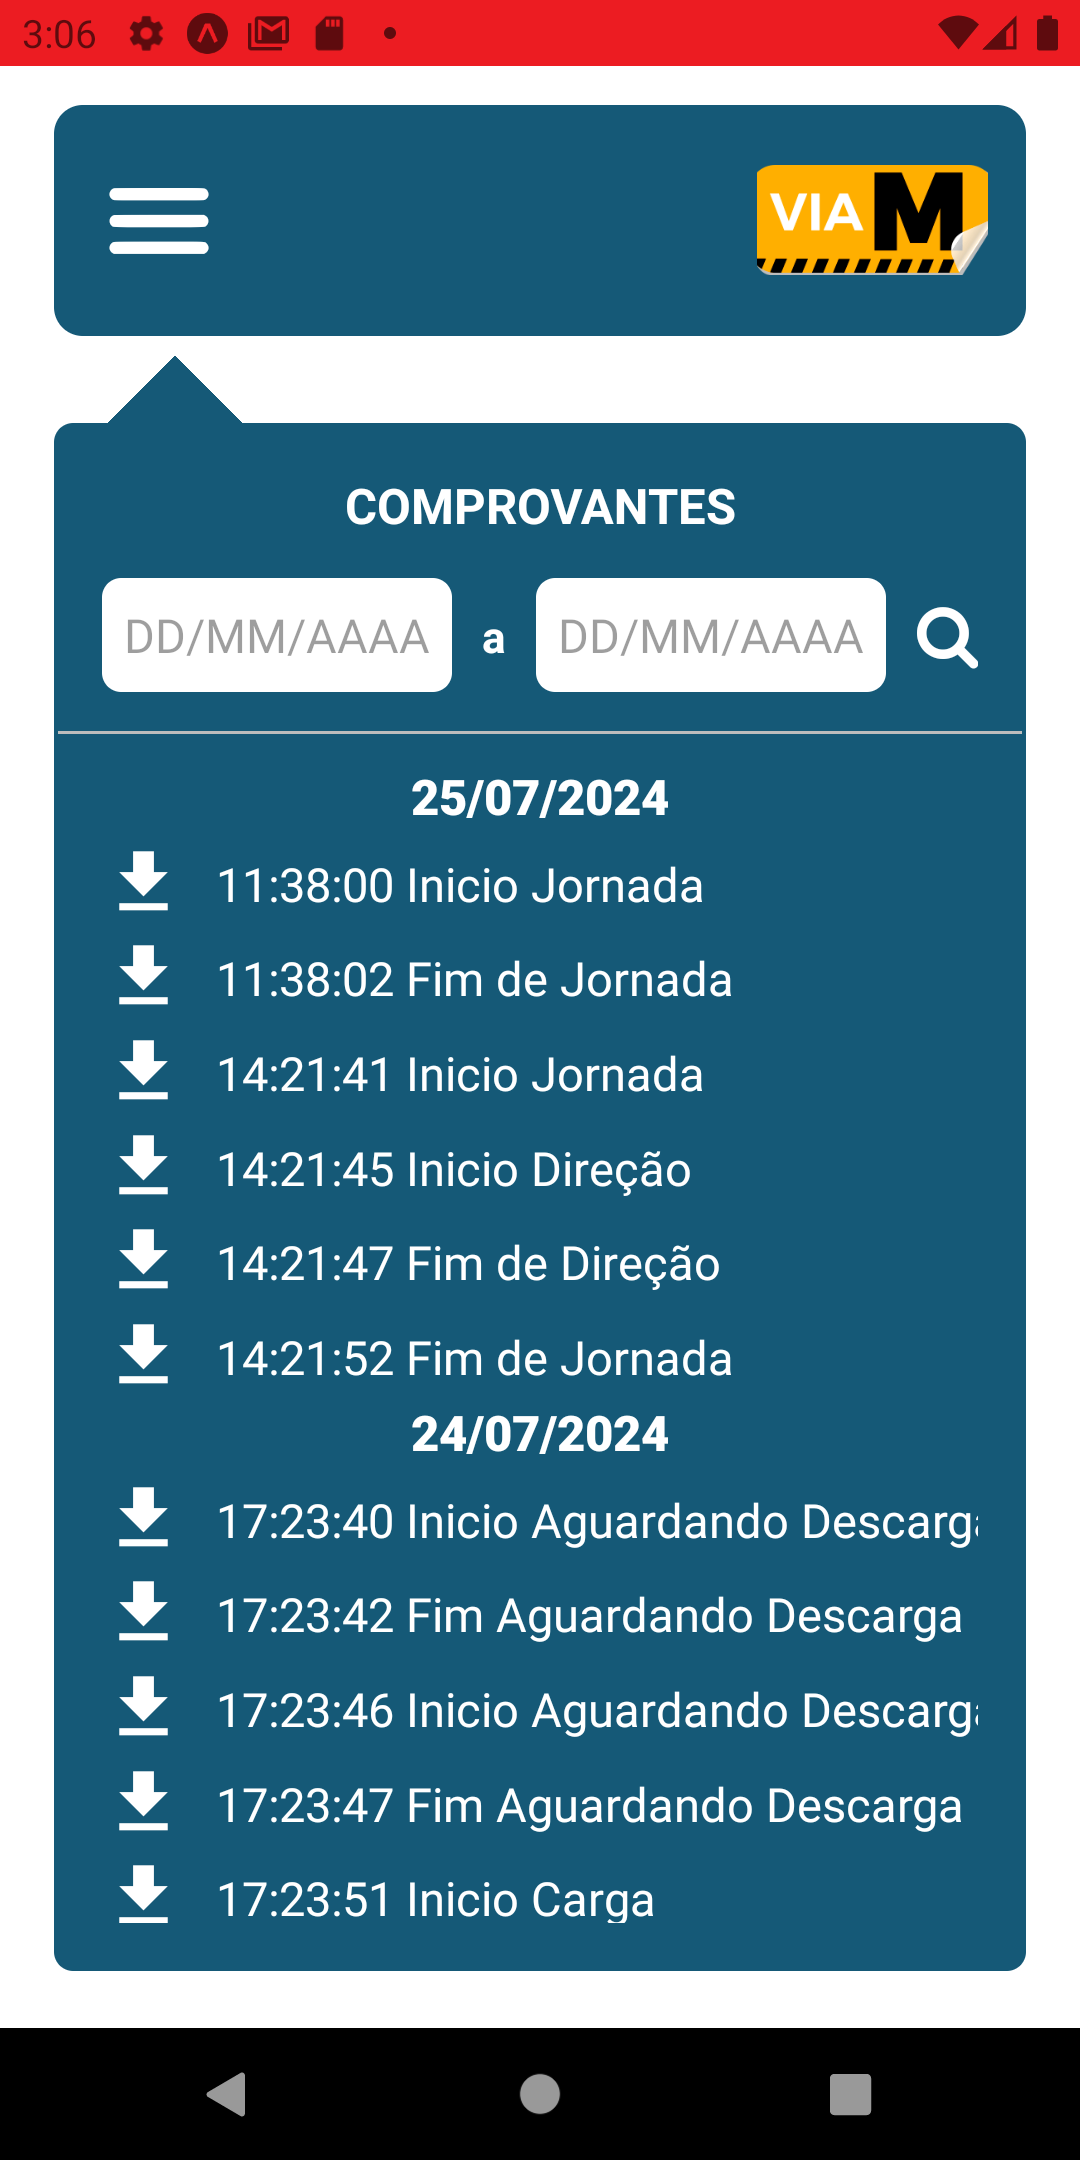 3:06
VIA M
COMPROVANTES
DD/MM/AAAA a DD/MM/AAAA
25/07/2024
11:38:00 Inicio Jornada
11:38:02 Fim de Jornada
14:21:41 Inicio Jornada
14:21:45 Inicio Direção
14:21:47 Fim de Direção
14:21:52 Fim de Jornada
24/07/2024
17:23:40 Inicio Aguardando Descarga
17:23:42 Fim Aguardando Descarga
17:23:46 Inicio Aguardando Descarga
17:23:47 Fim Aguardando Descarga
17:23:51 Inicio Carga